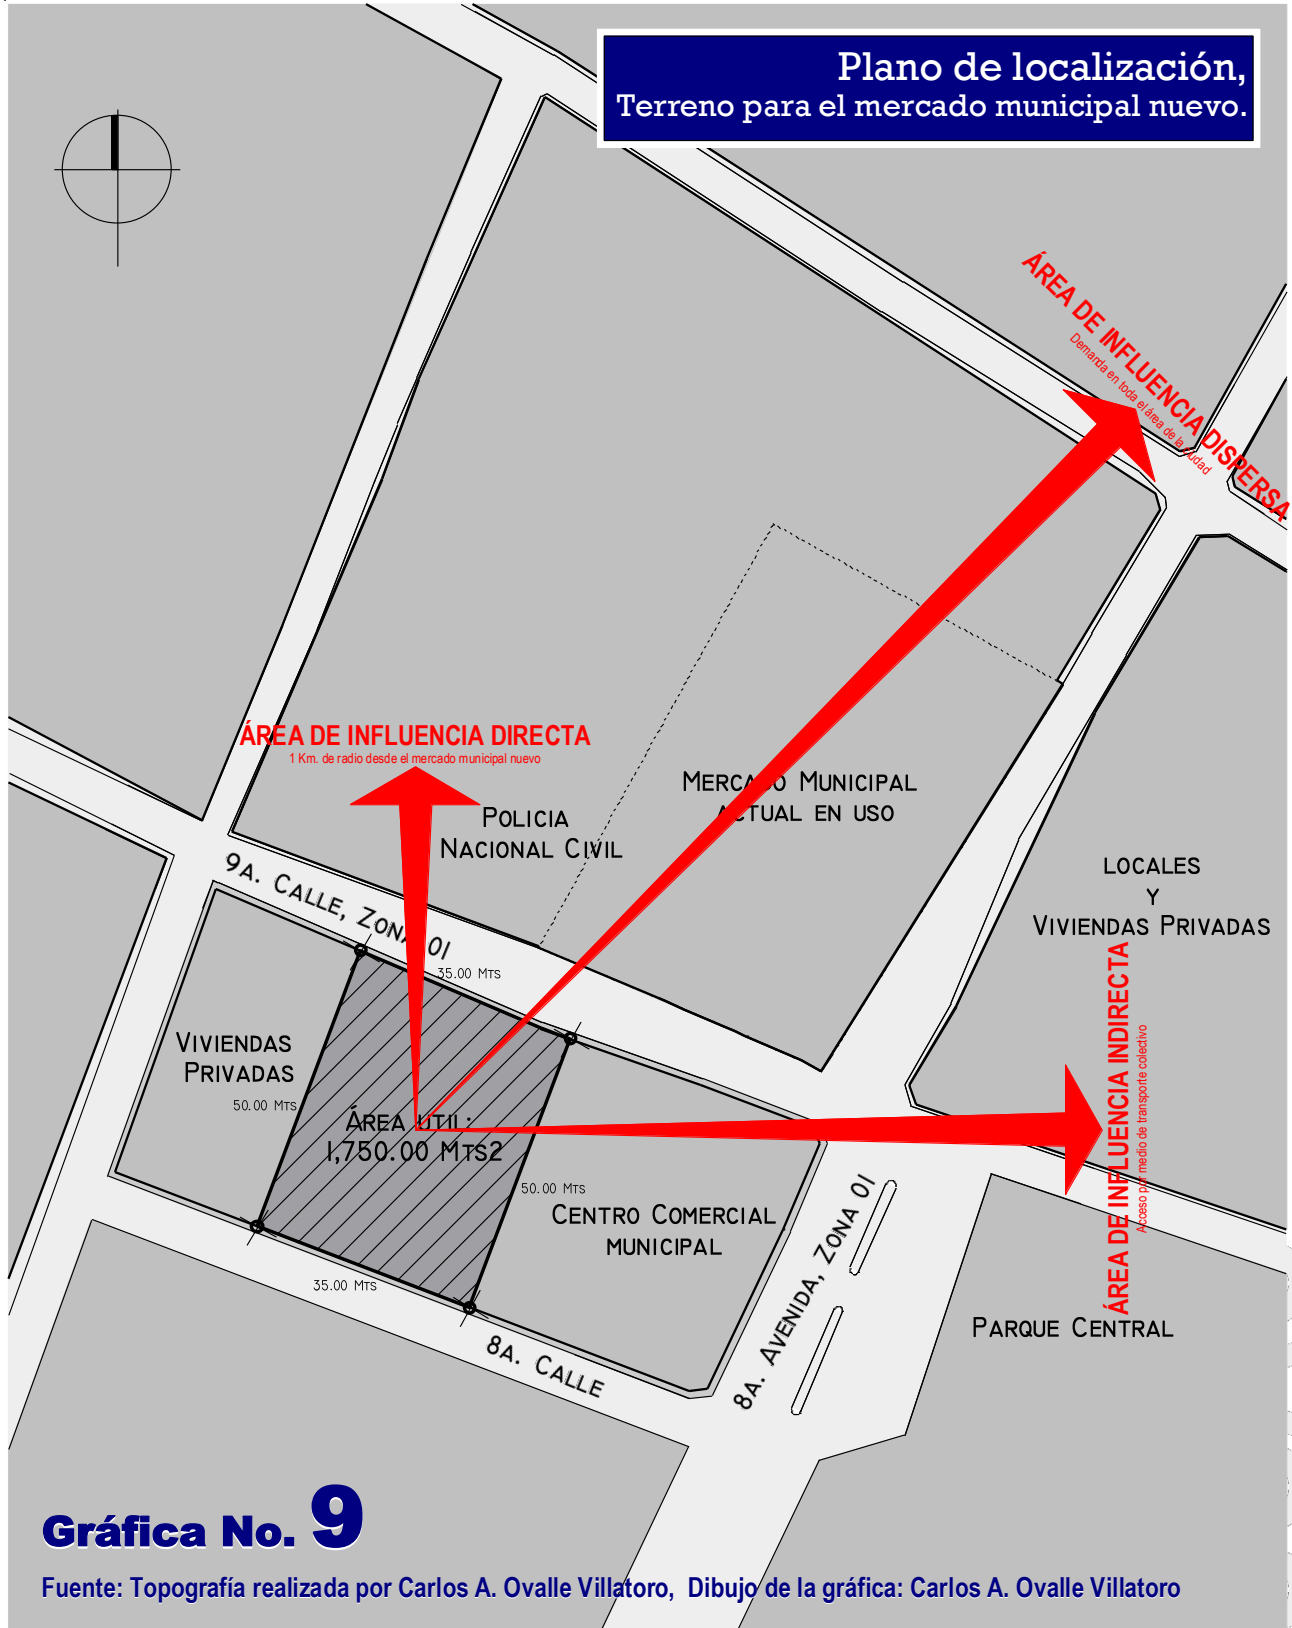 Plano de localización,
Terreno para el mercado municipal nuevo.
ÁREA DE INFLUENCIA DISPERSA
Demanda en toda el área de la ciudad
ÁREA DE INFLUENCIA DIRECTA
1 Km. de radio desde el mercado municipal nuevo
MERCADO MUNICIPAL
ACTUAL EN USO
POLICIA
NACIONAL CIVIL
LOCALES
Y
VIVIENDAS PRIVADAS
9A. CALLE, ZONA 01
35.00 MTS
VIVIENDAS
PRIVADAS
50.00 MTS
ÁREA UTIL:
1,750.00 MTS2
50.00 MTS
CENTRO COMERCIAL
MUNICIPAL
35.00 MTS
8A. CALLE
8A. AVENIDA, ZONA 01
ÁREA DE INFLUENCIA INDIRECTA
Acceso por medio de transporte colectivo
PARQUE CENTRAL
Gráfica No. 9
Fuente: Topografía realizada por Carlos A. Ovalle Villatoro, Dibujo de la gráfica: Carlos A. Ovalle Villatoro